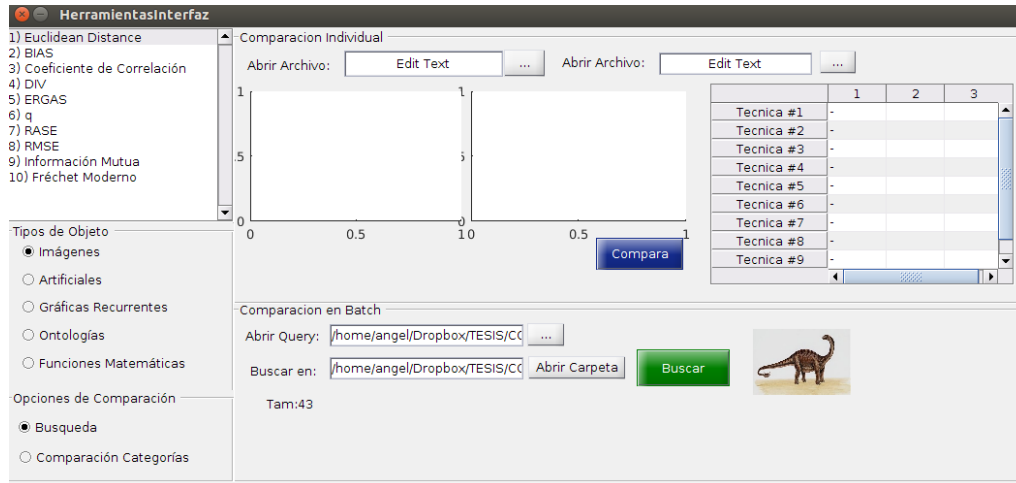 HerramientasInterfaz
1) Euclidean Distance
2) BIAS
3) Coeficiente de Correlación
4) DIV
5) ERGAS
6) q
7) RASE
8) RMSE
9) Información Mutua
10) Fréchet Moderno
Tipos de Objeto
Imágenes
Artificiales
Gráficas Recurrentes
Ontologías
Funciones Matemáticas
Opciones de Comparación
Busqueda
Comparación Categorías
Comparacion Individual
Abrir Archivo: Edit Text ... Abrir Archivo: Edit Text ...
1 1
.5 5
0 0
0 0.5 1 0 0.5 1
Compara
1 2 3
Tecnica #1 -
Tecnica #2 -
Tecnica #3 -
Tecnica #4 -
Tecnica #5 -
Tecnica #6 -
Tecnica #7 -
Tecnica #8 -
Tecnica #9 -
Comparacion en Batch
Abrir Query: /home/angel/Dropbox/TESIS/CO ...
Buscar en: /home/angel/Dropbox/TESIS/CO Abrir Carpeta Buscar
Tam:43